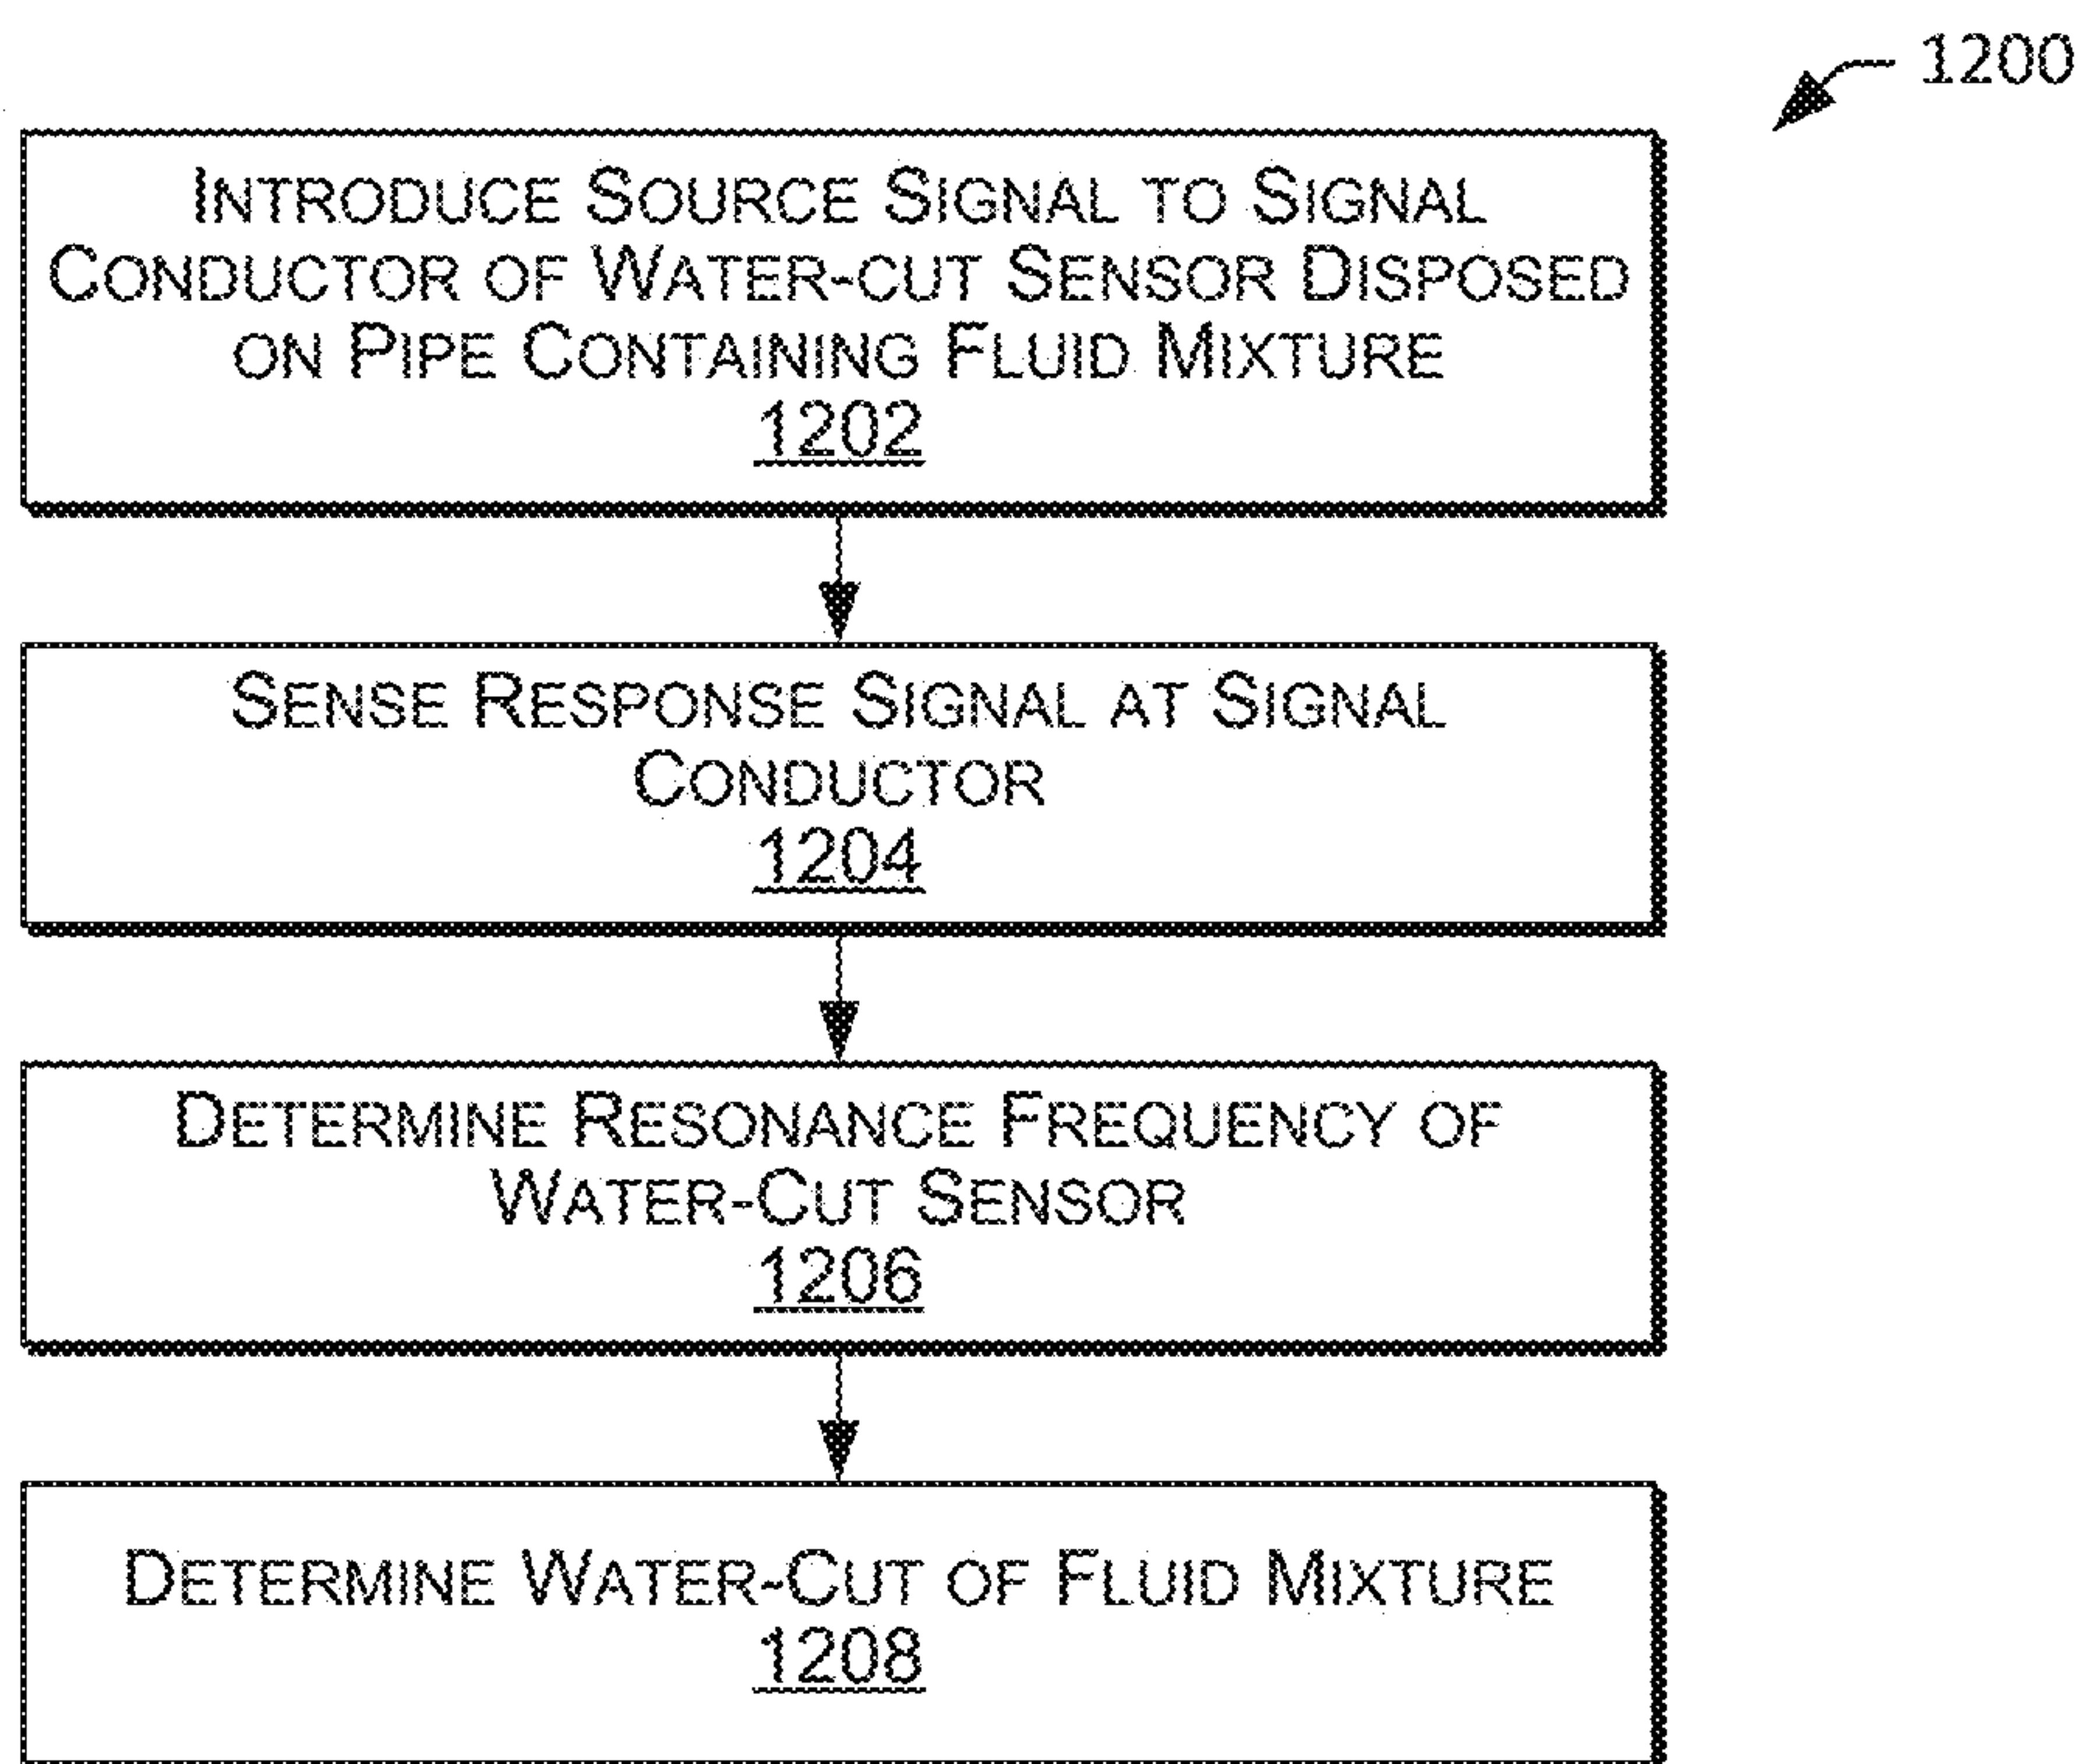 1200
INTRODUCE SOURCE SIGNAL TO SIGNAL
CONDUCTOR OF WATER-CUT SENSOR DISPOSED
ON PIPE CONTAINING FLUID MIXTURE
1202
SENSE RESPONSE SIGNAL AT SIGNAL
CONDUCTOR
1204
DETERMINE RESONANCE FREQUENCY OF
WATER-CUT SENSOR
1206
DETERMINE WATER-CUT OF FLUID MIXTURE
1208